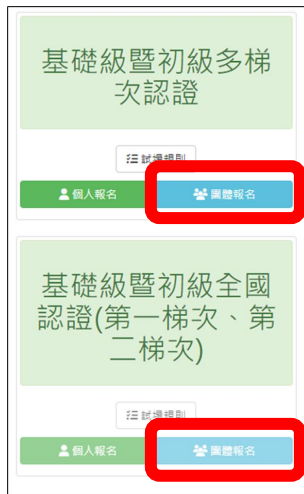 基礎級暨初級多梯
次認證
試場規則
個人報名 團體報名
基礎級暨初級全國
認證(第一梯次、第
二梯次)
試場規則
個人報名 團體報名